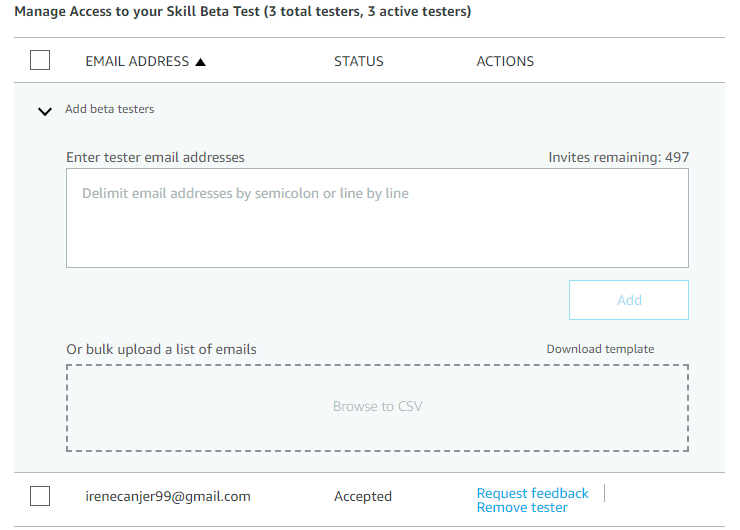 Manage Access to your Skill Beta Test (3 total testers, 3 active testers)
EMAIL ADDRESS ▲ STATUS ACTIONS
Add beta testers
Enter tester email addresses Invites remaining: 497
Delimit email addresses by semicolon or line by line
Add
Or bulk upload a list of emails Download template
Browse to CSV
irenecanjer99@gmail.com Accepted Request feedback
Remove tester